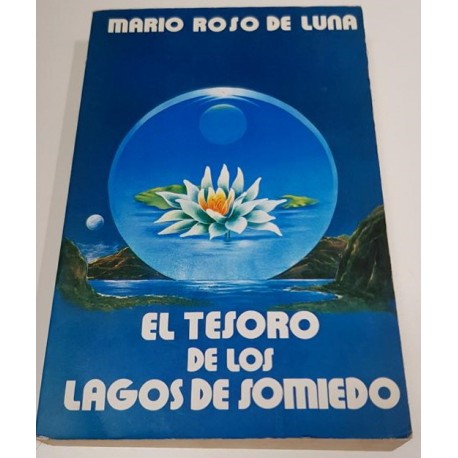 MARIO ROSO DE LUNA
EL TESORO
DE LOS
LAGOS DE SOMIEDO